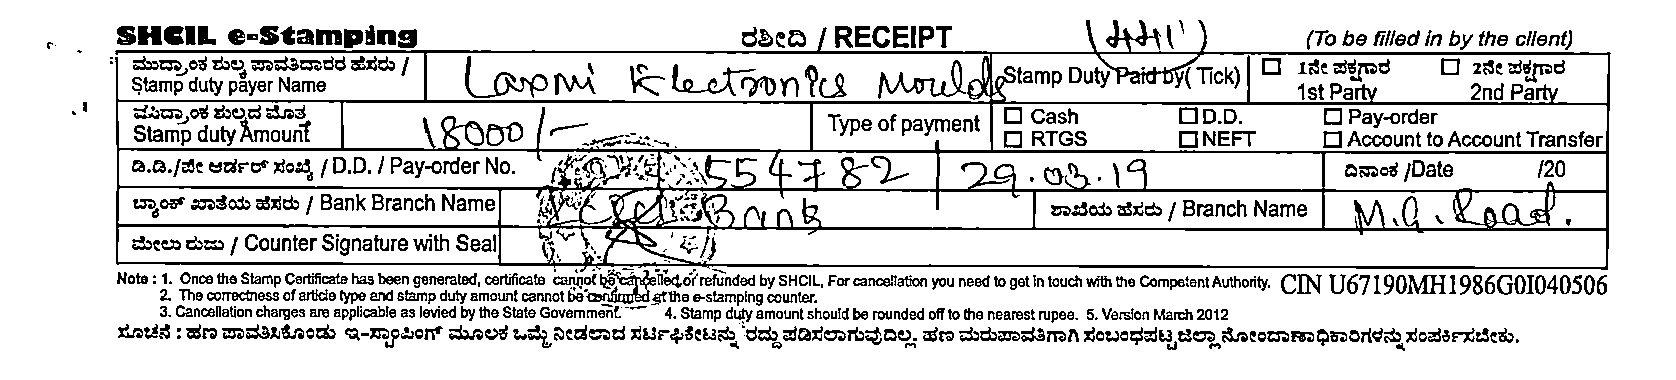 SHCIL e-Stamping ರಶೀದಿ / RECEIPT (To be filled in by the client)
ಮುದ್ರಾಂಕ ಶುಲ್ಕ ಪಾವತಿದಾರರ ಹೆಸರು / Stamp duty payer Name Laxmi Electronics Moulds Stamp Duty Paid by( Tick) ☐ 1ನೇ ಪಕ್ಷಗಾರ 1st Party ☐ 2ನೇ ಪಕ್ಷಗಾರ 2nd Party
ಮುದ್ರಾಂಕ ಶುಲ್ಕದ ಮೊತ್ತ Stamp duty Amount 18000/- Type of payment ☐ Cash ☐ D.D. ☐ Pay-order
☐ RTGS ☐ NEFT ☐ Account to Account Transfer
ಡಿ.ಡಿ./ಪೇ ಆರ್ಡರ್ ಸಂಖ್ಯೆ / D.D. / Pay-order No. 554782 29.03.19 ದಿನಾಂಕ /Date /20
ಬ್ಯಾಂಕ್ ಖಾತೆಯ ಹೆಸರು / Bank Branch Name Bank ಶಾಖೆಯ ಹೆಸರು / Branch Name M.G. Road.
ಮೇಲು ರುಜು / Counter Signature with Seal
Note : 1. Once the Stamp Certificate has been generated, certificate cannot be cancelled or refunded by SHCIL, For cancellation you need to get in touch with the Competent Authority. CIN U67190MH1986G0I040506
2. The correctness of article type and stamp duty amount cannot be confirmed at the e-stamping counter.
3. Cancellation charges are applicable as levied by the State Government. 4. Stamp duty amount should be rounded off to the nearest rupee. 5. Version March 2012
ಸೂಚನೆ : ಹಣ ಪಾವತಿಸಿಕೊಂಡು ಇ-ಸ್ಟಾಂಪಿಂಗ್ ಮೂಲಕ ಒಮ್ಮೆ ನೀಡಲಾದ ಸರ್ಟಿಫಿಕೇಟನ್ನು ರದ್ದು ಪಡಿಸಲಾಗುವುದಿಲ್ಲ. ಹಣ ಮರುಪಾವತಿಗಾಗಿ ಸಂಬಂಧಪಟ್ಟ ಜಿಲ್ಲಾ ನೋಂದಾಣಾಧಿಕಾರಿಗಳನ್ನು ಸಂಪರ್ಕಿಸಬೇಕು.